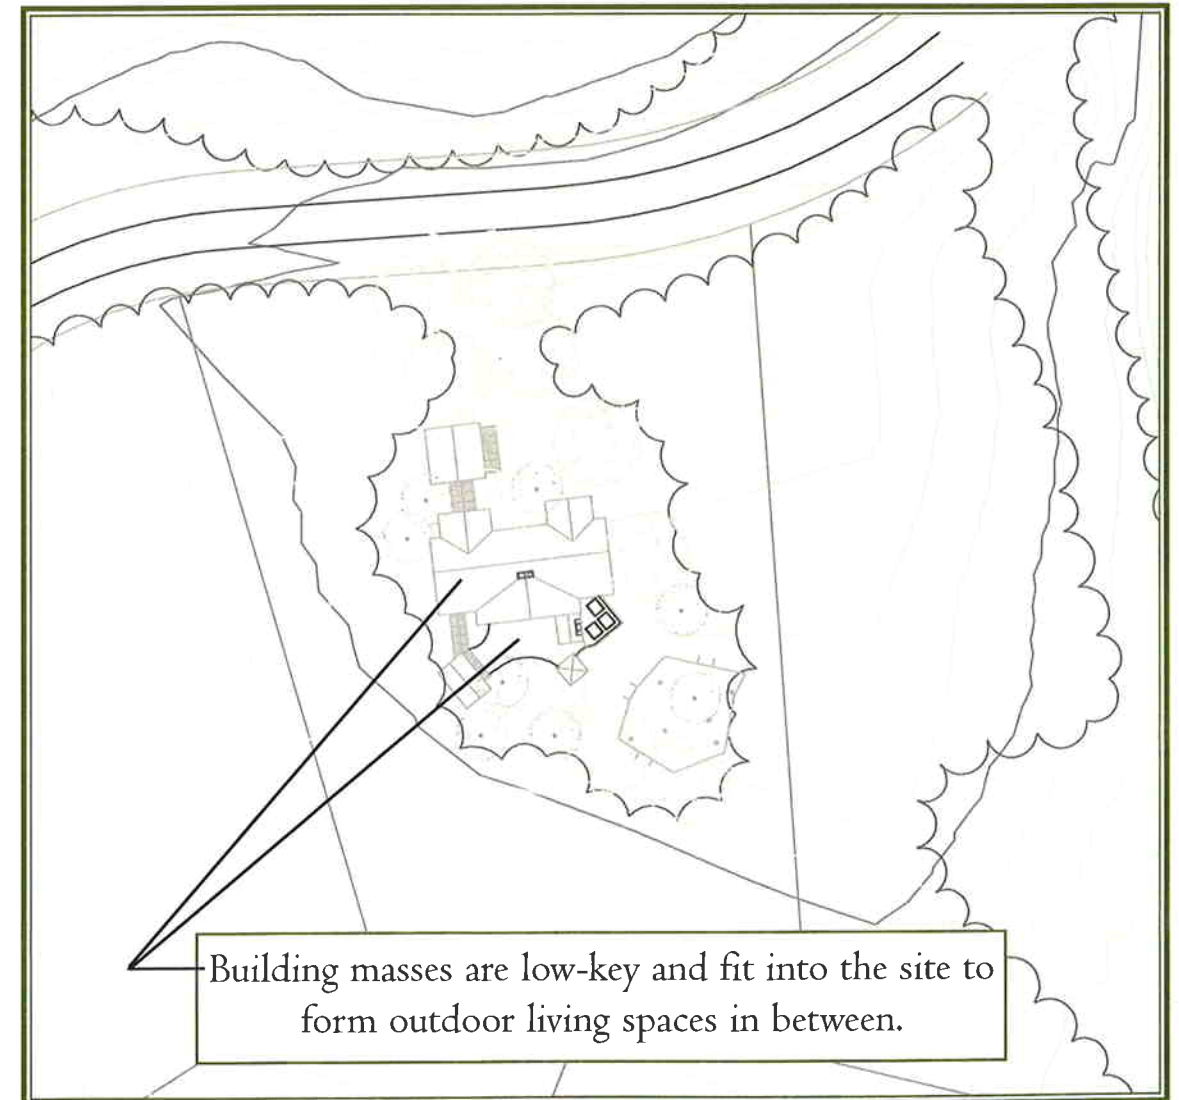 Building masses are low-key and fit into the site to
form outdoor living spaces in between.